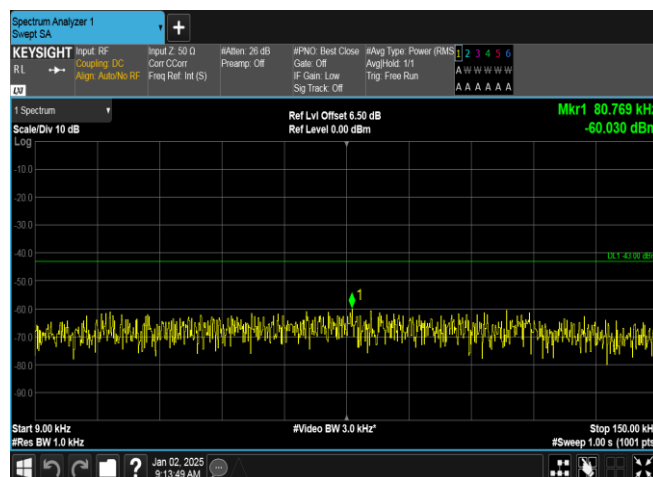 Spectrum Analyzer 1
Swept SA
+
KEYSIGHT
R L
LXI
Input: RF
Coupling: DC
Align: Auto/No RF
Input Z: 50 Ω
Corr CCorr
Freq Ref: Int (S)
#Atten: 26 dB
Preamp: Off
#PNO: Best Close
Gate: Off
IF Gain: Low
Sig Track: Off
#Avg Type: Power (RMS
Avg|Hold: 1/1
Trig: Free Run
1 2 3 4 5 6
A W W W W W
A A A A A A
1 Spectrum
Scale/Div 10 dB
Ref Lvl Offset 6.50 dB
Ref Level 0.00 dBm
Mkr1 80.769 kHz
-60.030 dBm
Log
-10.0
-20.0
-30.0
-40.0
DL1 -43.00 dB
-50.0
1
-60.0
-70.0
-80.0
-90.0
Start 9.00 kHz
#Video BW 3.0 kHz*
Stop 150.00 kH
#Res BW 1.0 kHz
#Sweep 1.00 s (1001 pts
?
Jan 02, 2025
9:13:49 AM